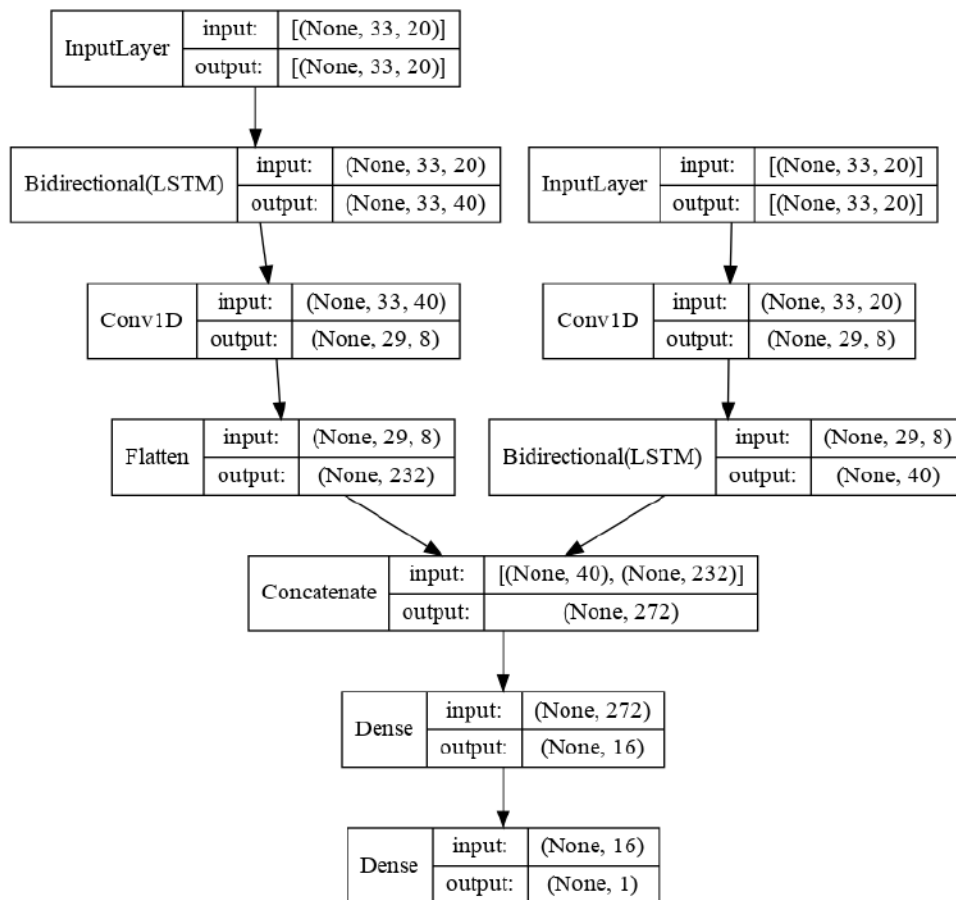 InputLayer
input: [(None, 33, 20)]
output: [(None, 33, 20)]
Bidirectional(LSTM)
input: (None, 33, 20)
output: (None, 33, 40)
InputLayer
input: [(None, 33, 20)]
output: [(None, 33, 20)]
Conv1D
input: (None, 33, 40)
output: (None, 29, 8)
Conv1D
input: (None, 33, 20)
output: (None, 29, 8)
Flatten
input: (None, 29, 8)
output: (None, 232)
Bidirectional(LSTM)
input: (None, 29, 8)
output: (None, 40)
Concatenate
input: [(None, 40), (None, 232)]
output: (None, 272)
Dense
input: (None, 272)
output: (None, 16)
Dense
input: (None, 16)
output: (None, 1)